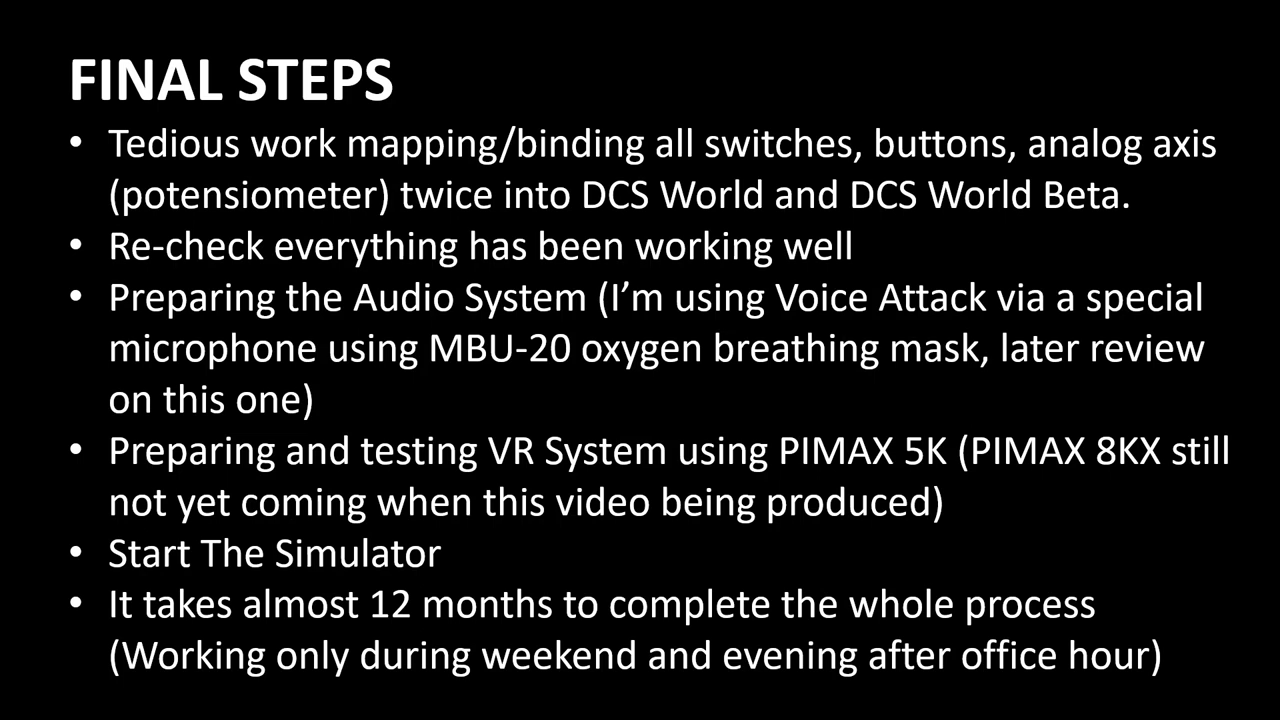 FINAL STEPS
• Tedious work mapping/binding all switches, buttons, analog axis
(potensiometer) twice into DCS World and DCS World Beta.
• Re-check everything has been working well
• Preparing the Audio System (I’m using Voice Attack via a special
microphone using MBU-20 oxygen breathing mask, later review
on this one)
• Preparing and testing VR System using PIMAX 5K (PIMAX 8KX still
not yet coming when this video being produced)
• Start The Simulator
• It takes almost 12 months to complete the whole process
(Working only during weekend and evening after office hour)